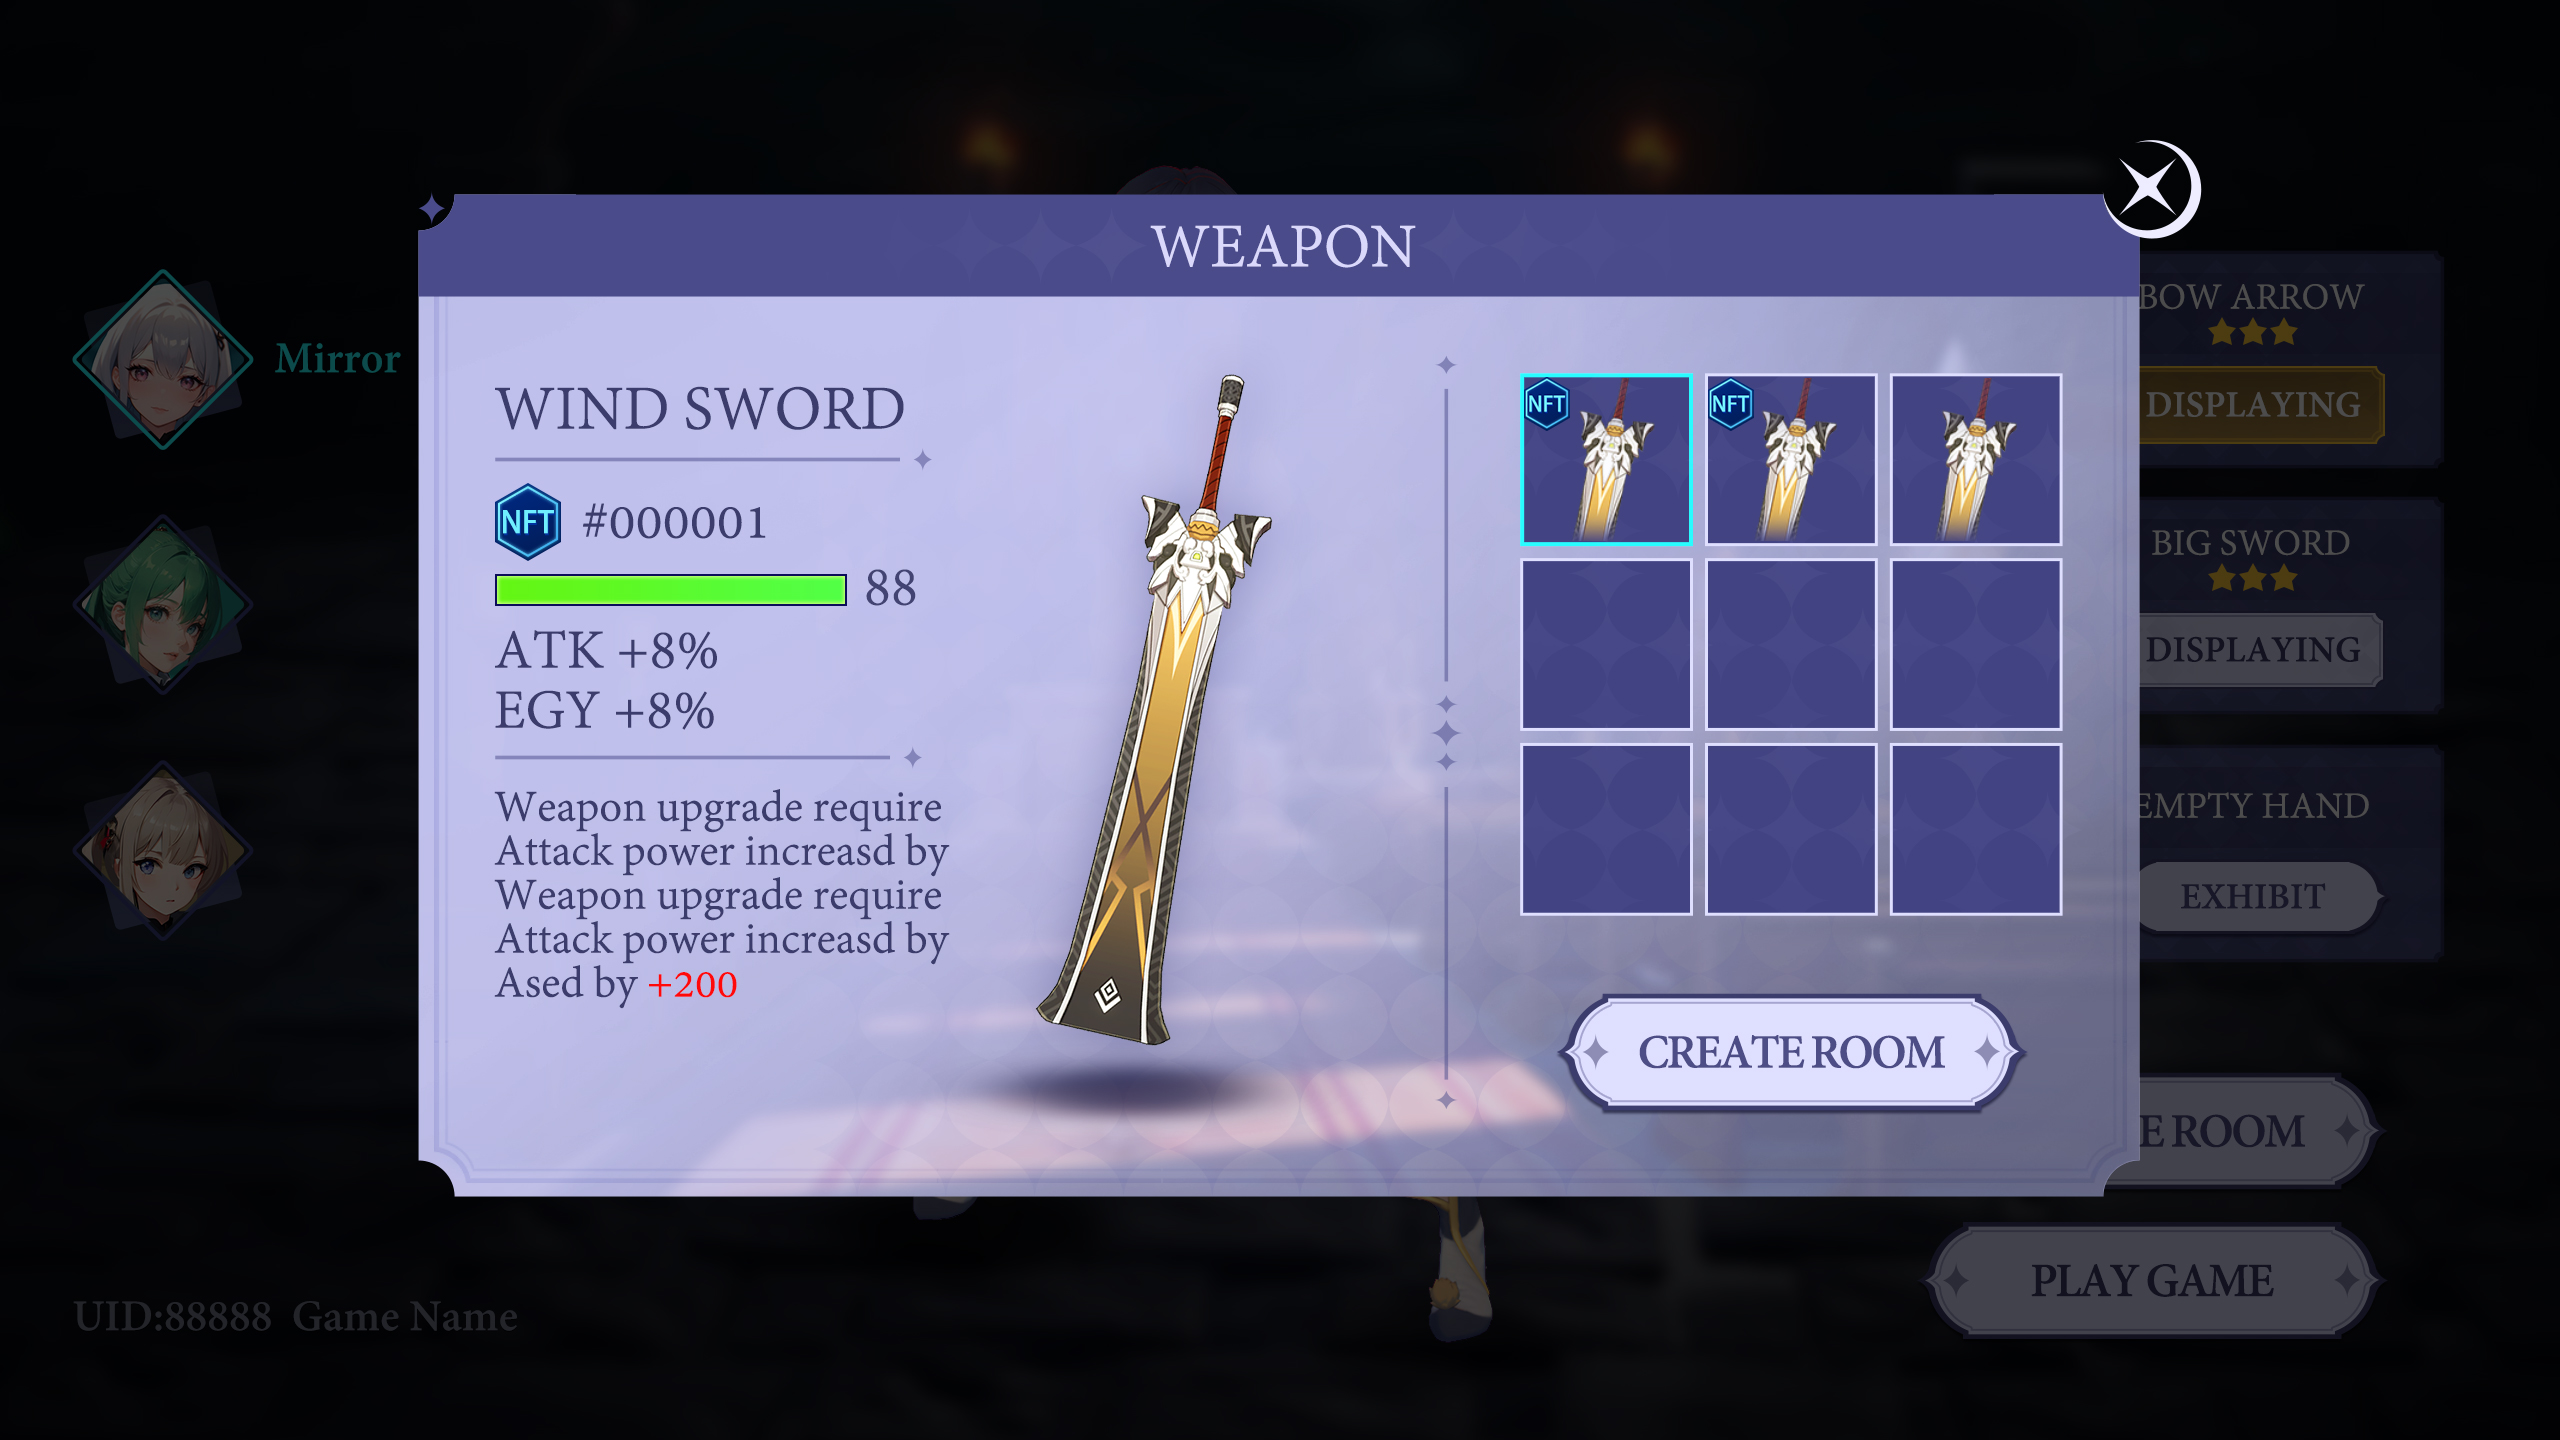 WEAPON
Mirror
WIND SWORD
NFT #000001
88
ATK +8%
EGY +8%
Weapon upgrade require
Attack power increasd by
Weapon upgrade require
Attack power increasd by
Ased by +200
NFT
NFT
CREATE ROOM
BOW ARROW
DISPLAYING
BIG SWORD
DISPLAYING
EMPTY HAND
EXHIBIT
E ROOM
PLAY GAME
UID:88888 Game Name